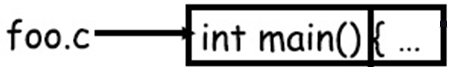 foo.c int main() { ...